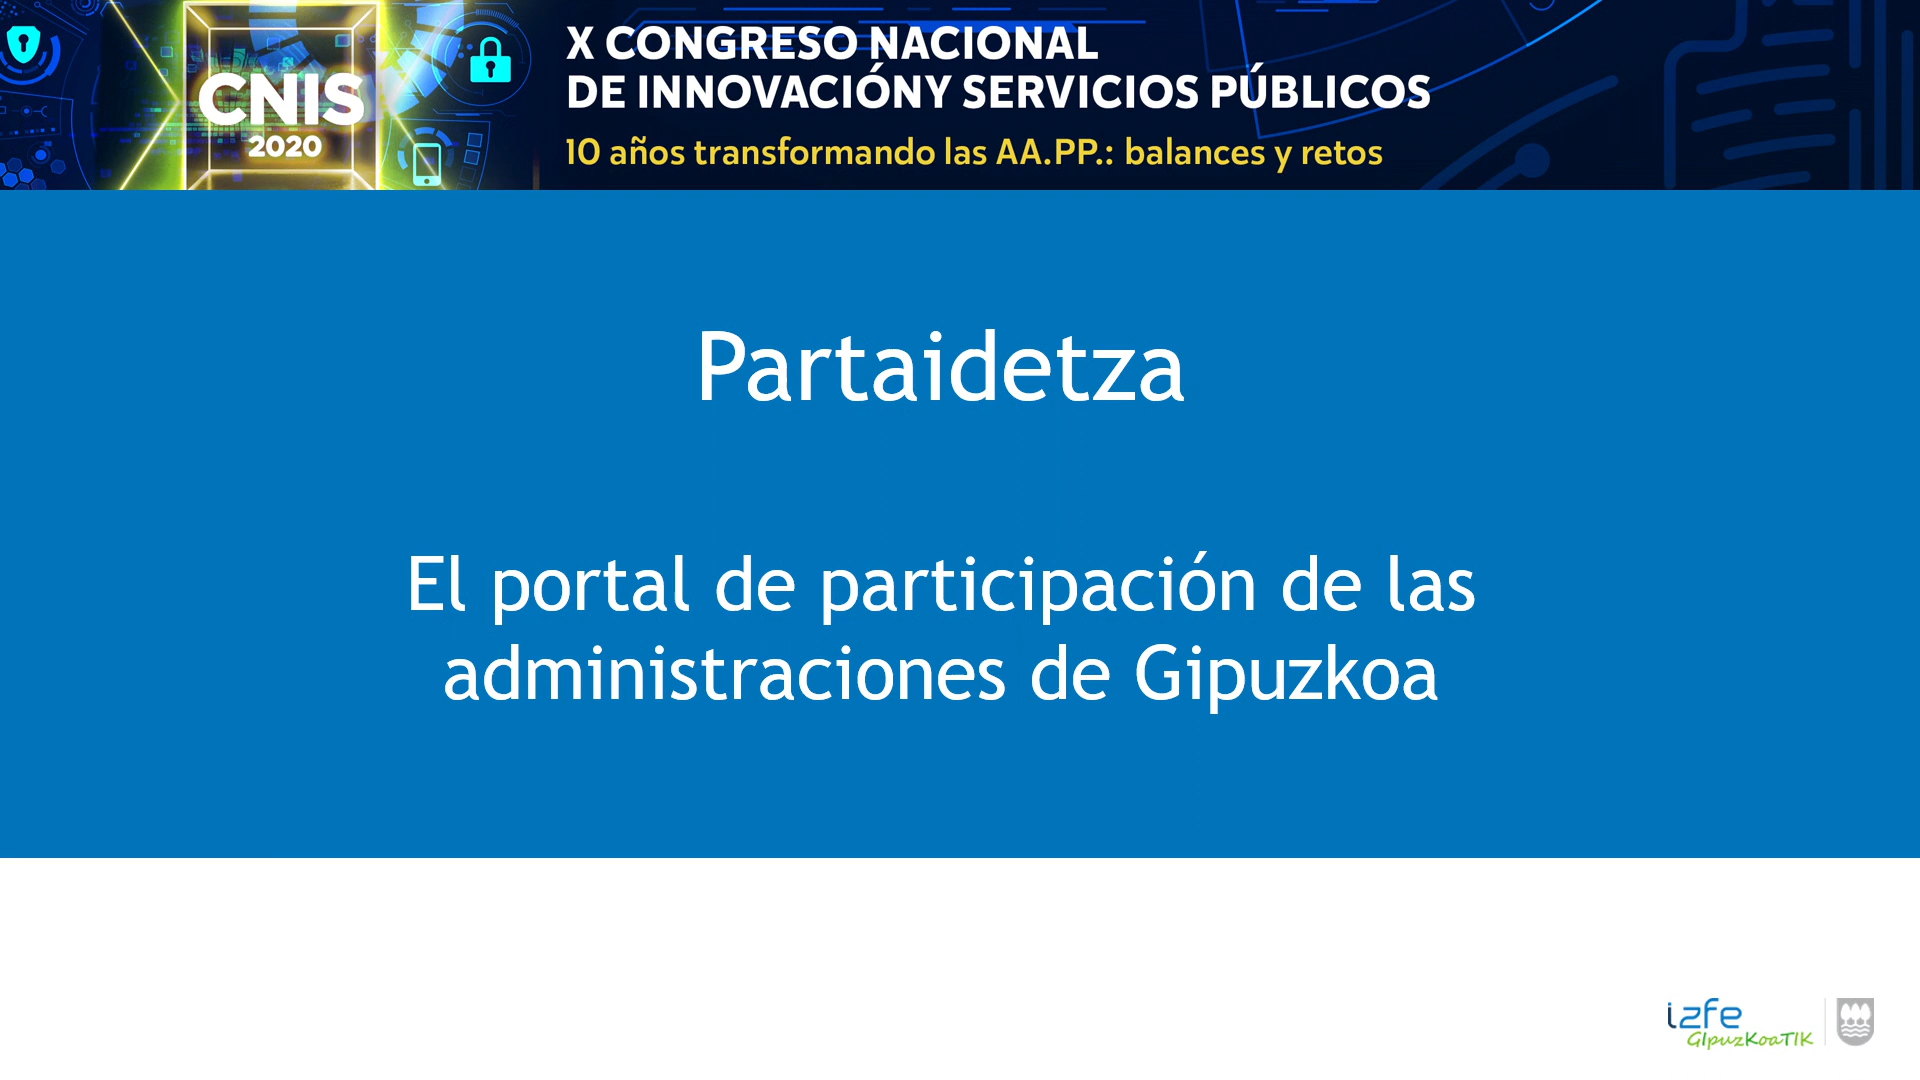 CNIS
2020
X CONGRESO NACIONAL
DE INNOVACIÓNY SERVICIOS PÚBLICOS
10 años transformando las AA.PP.: balances y retos
Partaidetza
El portal de participación de las
administraciones de Gipuzkoa
izfe
GIpuzKoaTIK